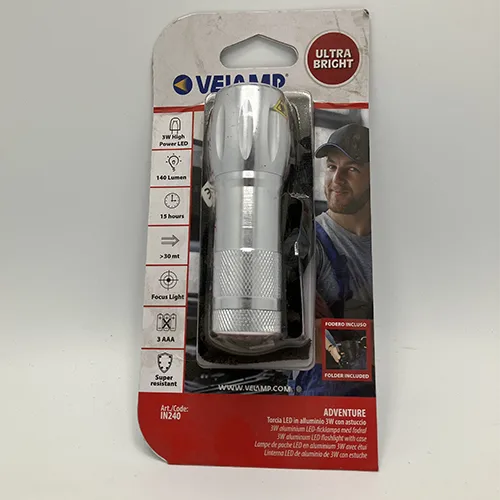 ULTRA
BRIGHT
VELAMP
3W High
Power LED
140 Lumen
15 hours
>30 mt
Focus Light
3 AAA
Super
resistant
FODERO INCLUSO
FOLDER INCLUDED
WWW.VELAMP.COM
Art./Code:
IN240
ADVENTURE
Torcia LED in alluminio 3W con astuccio
3W aluminium LED-ficklampa med fodral
3W aluminum LED flashlight with case
Lampe de poche LED en aluminium 3W avec étui
Linterna LED de aluminio de 3W con estuche